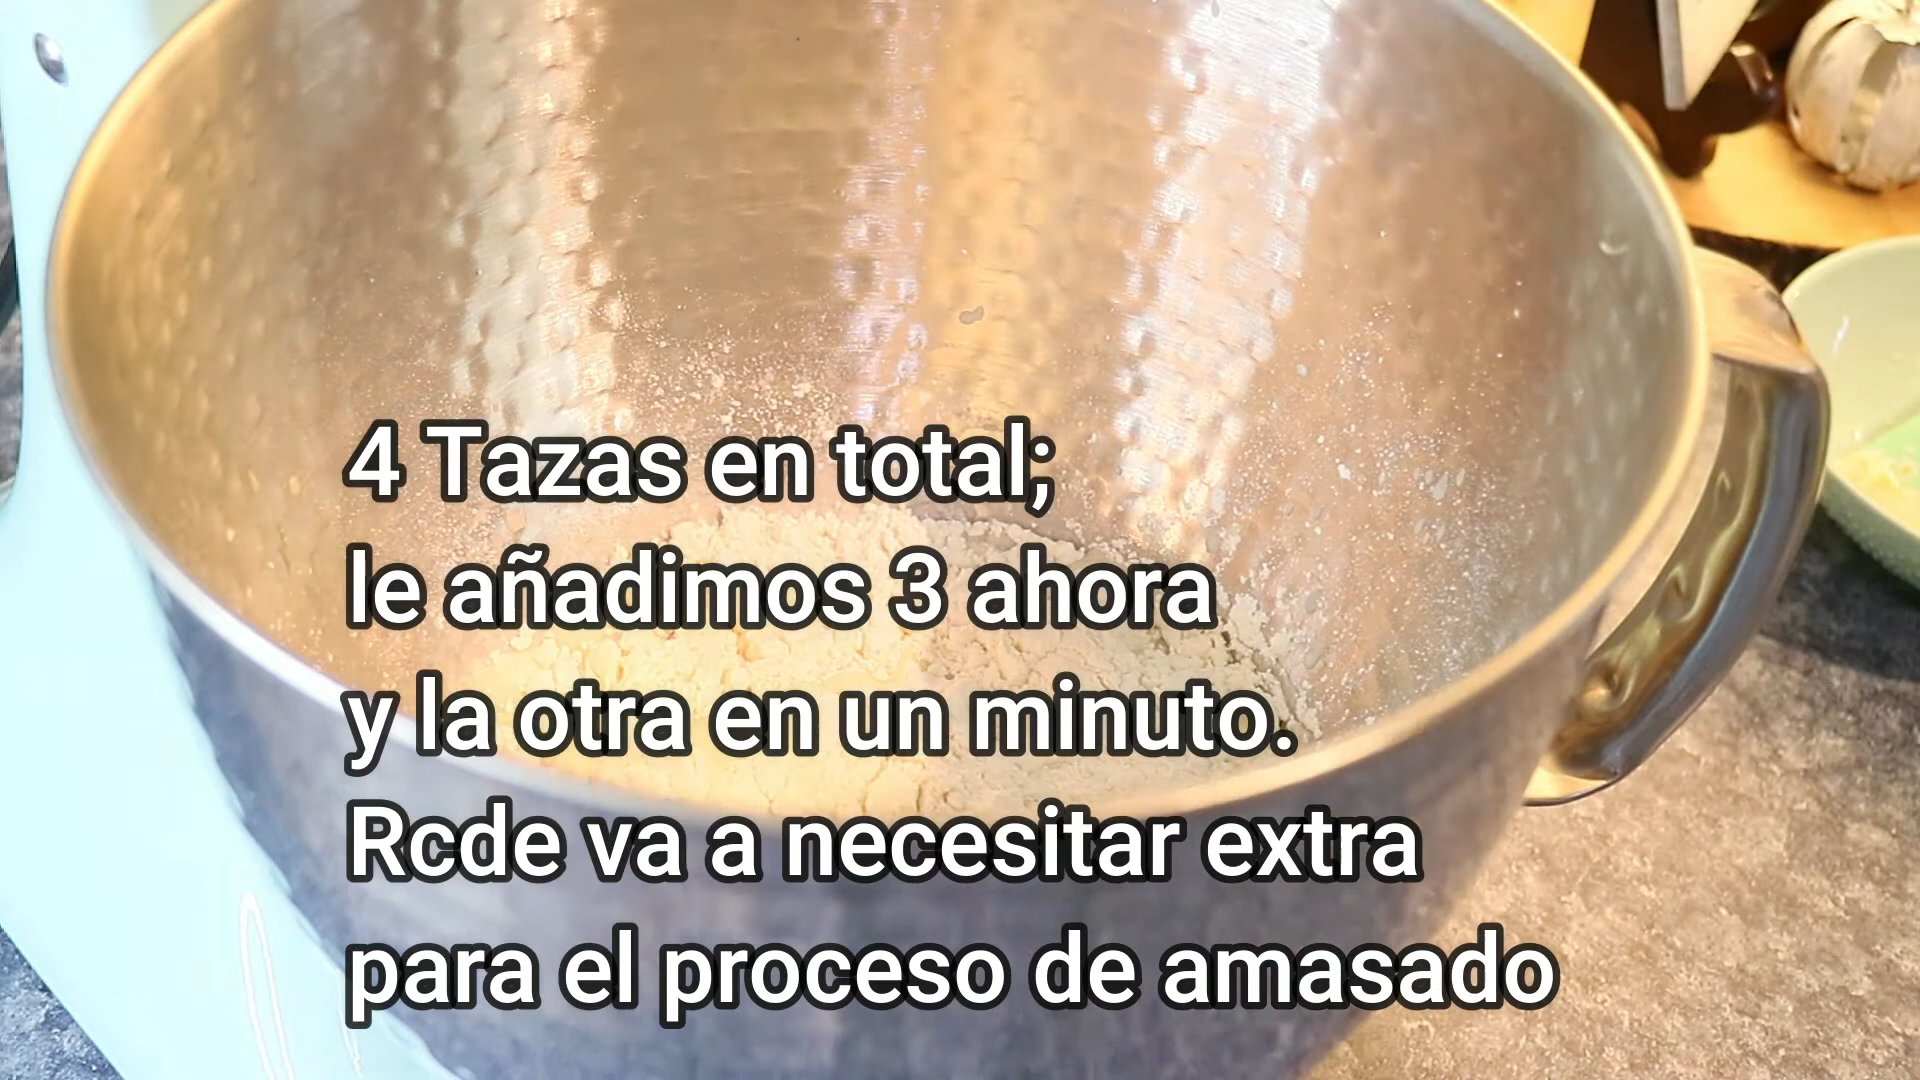 4 Tazas en total;
le añadimos 3 ahora
y la otra en un minuto.
Rcde va a necesitar extra
para el proceso de amasado